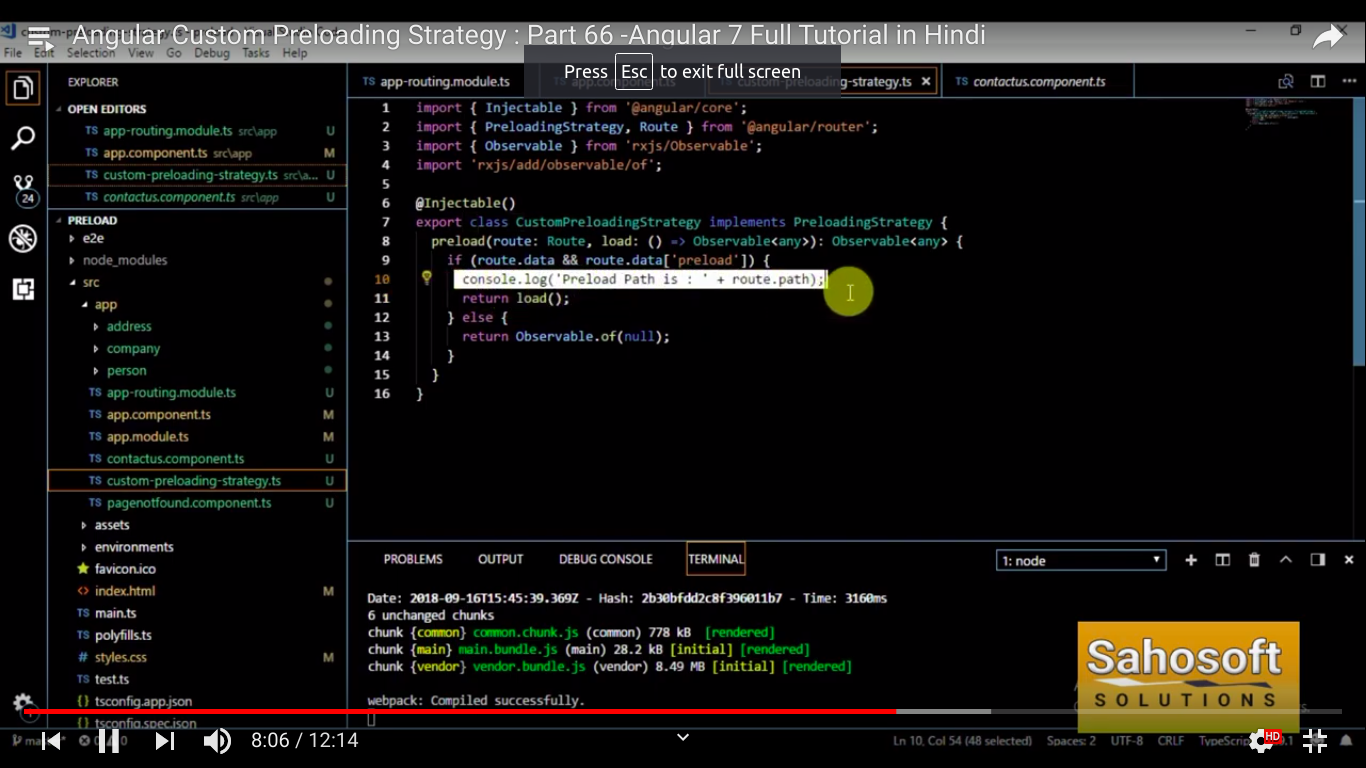 Angular Custom Preloading Strategy : Part 66 -Angular 7 Full Tutorial in Hindi
File Edit Selection View Go Debug Tasks Help
Press Esc to exit full screen
EXPLORER
OPEN EDITORS
TS app-routing.module.ts src\app U
TS app.component.ts src\app M
TS custom-preloading-strategy.ts src\a... U
TS contactus.component.ts src\app U
24
PRELOAD
e2e
node_modules
src
app
address
company
person
TS app-routing.module.ts U
TS app.component.ts M
TS app.module.ts M
TS contactus.component.ts U
TS custom-preloading-strategy.ts U
TS pagenotfound.component.ts U
assets
environments
favicon.ico
<> index.html M
TS main.ts
TS polyfills.ts
# styles.css M
TS test.ts
{} tsconfig.app.json
{} tsconfig.spec.json
TS app-routing.module.ts
app.component.ts
custom-preloading-strategy.ts ×
TS contactus.component.ts
1 import { Injectable } from '@angular/core';
2 import { PreloadingStrategy, Route } from '@angular/router';
3 import { Observable } from 'rxjs/Observable';
4 import 'rxjs/add/observable/of';
5
6 @Injectable()
7 export class CustomPreloadingStrategy implements PreloadingStrategy {
8 preload(route: Route, load: () => Observable<any>): Observable<any> {
9 if (route.data && route.data['preload']) {
10 console.log('Preload Path is : ' + route.path);
11 return load();
12 } else {
13 return Observable.of(null);
14 }
15 }
16 }
PROBLEMS OUTPUT DEBUG CONSOLE TERMINAL 1: node
Date: 2018-09-16T15:45:39.369Z - Hash: 2b30bfdd2c8f396011b7 - Time: 3160ms
6 unchanged chunks
chunk {common} common.chunk.js (common) 778 kB [rendered]
chunk {main} main.bundle.js (main) 28.2 kB [initial] [rendered]
chunk {vendor} vendor.bundle.js (vendor) 8.49 MB [initial] [rendered]
webpack: Compiled successfully.
Sahosoft
SOLUTIONS
8:06 / 12:14
HD
Ln 10, Col 54 (48 selected) Spaces: 2 UTF-8 CRLF